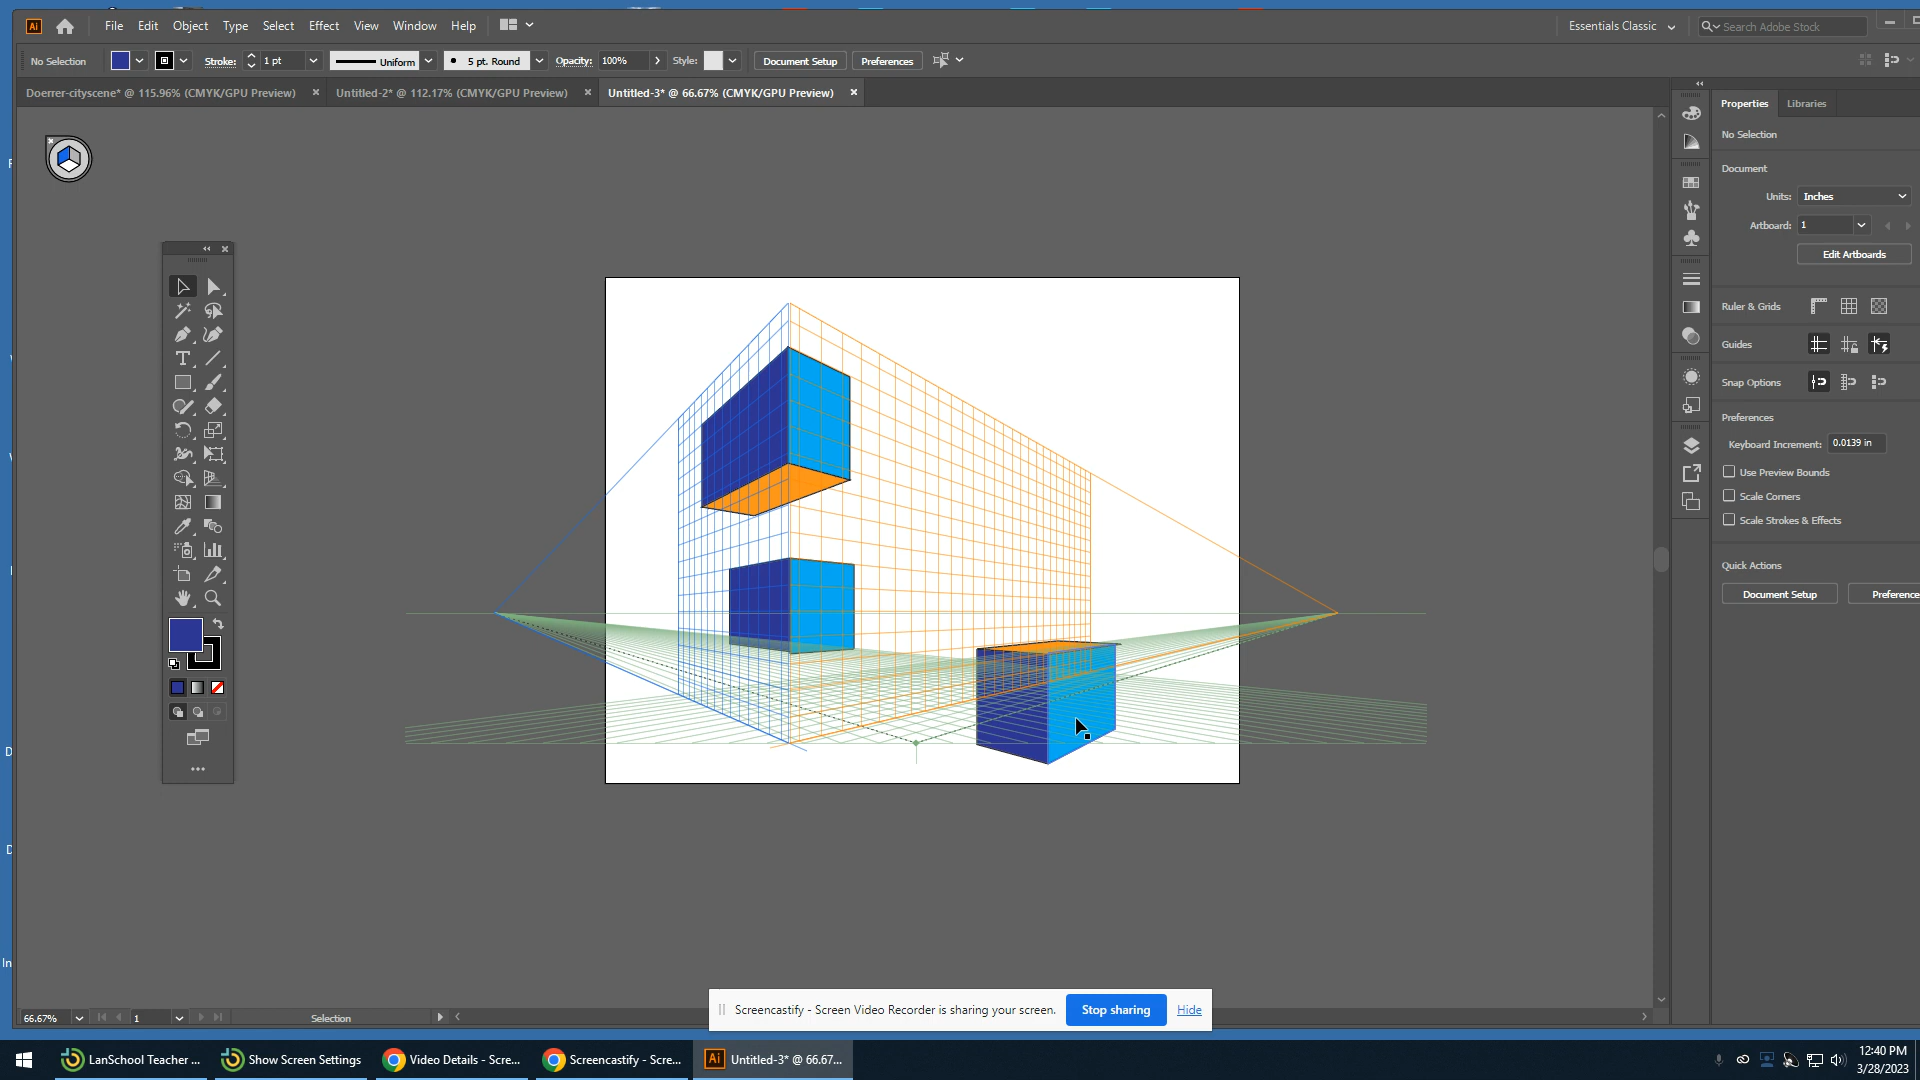 Ai File Edit Object Type Select Effect View Window Help Essentials Classic Search Adobe Stock
No Selection Stroke: 1 pt Uniform 5 pt. Round Opacity: 100% Style: Document Setup Preferences
Doerrer-cityscene* @ 115.96% (CMYK/GPU Preview) × Untitled-2* @ 112.17% (CMYK/GPU Preview) × Untitled-3* @ 66.67% (CMYK/GPU Preview) ×
Properties Libraries
No Selection
Document
Units: Inches
Artboard: 1
Edit Artboards
Ruler & Grids
Guides
Snap Options
Preferences
Keyboard Increment: 0.0139 in
Use Preview Bounds
Scale Corners
Scale Strokes & Effects
Quick Actions
Document Setup Preference
66.67% 1 Selection
Screencastify - Screen Video Recorder is sharing your screen. Stop sharing Hide
LanSchool Teacher ... Show Screen Settings Video Details - Scre... Screencastify - Scre... Ai Untitled-3* @ 66.67... 12:40 PM
3/28/2023